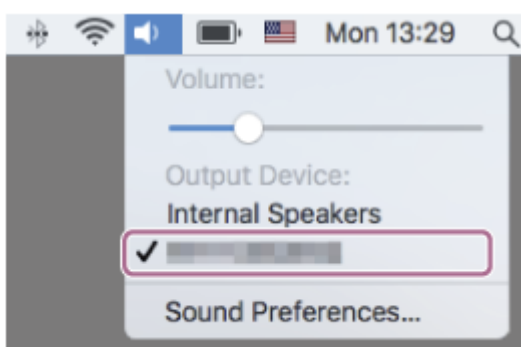 Mon 13:29
Volume:
Output Device:
Internal Speakers
Sound Preferences...